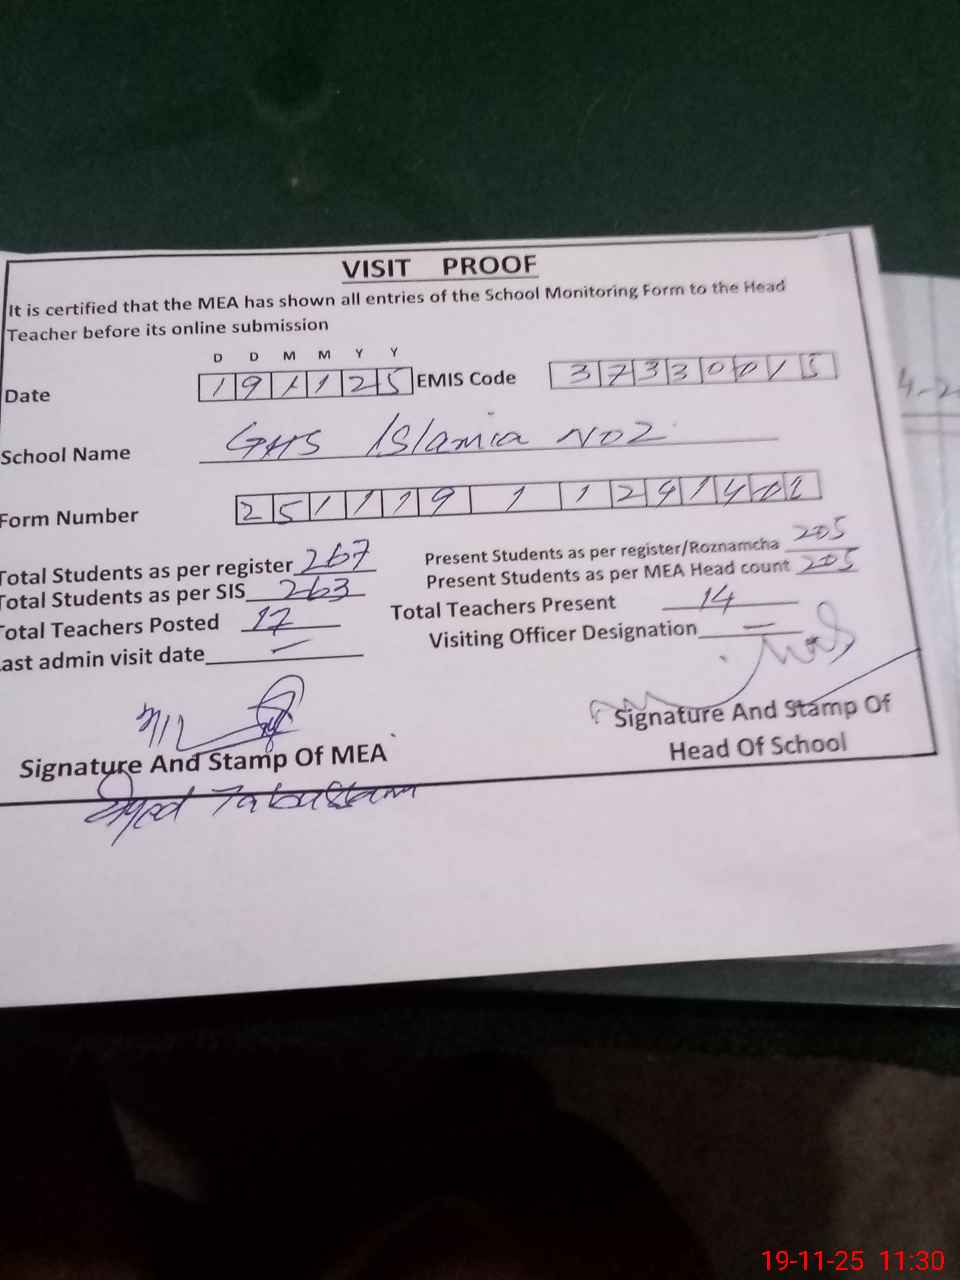 VISIT PROOF
It is certified that the MEA has shown all entries of the School Monitoring Form to the Head
Teacher before its online submission
D D M M Y Y
Date 1 9 1 1 2 5 EMIS Code 3 7 3 3 0 0 1 5
4-2
School Name GHS Islamia No2
Form Number 2 5 1 1 1 9 1 1 2 4 1 4 0
Total Students as per register 267 Present Students as per register/Roznamcha 205
Total Students as per SIS 263 Present Students as per MEA Head count 205
Total Teachers Posted 17 Total Teachers Present 14
Last admin visit date — Visiting Officer Designation —
Signature And Stamp Of MEA Signature And Stamp Of
Head Of School
Syed Tabussam
19-11-25 11:30